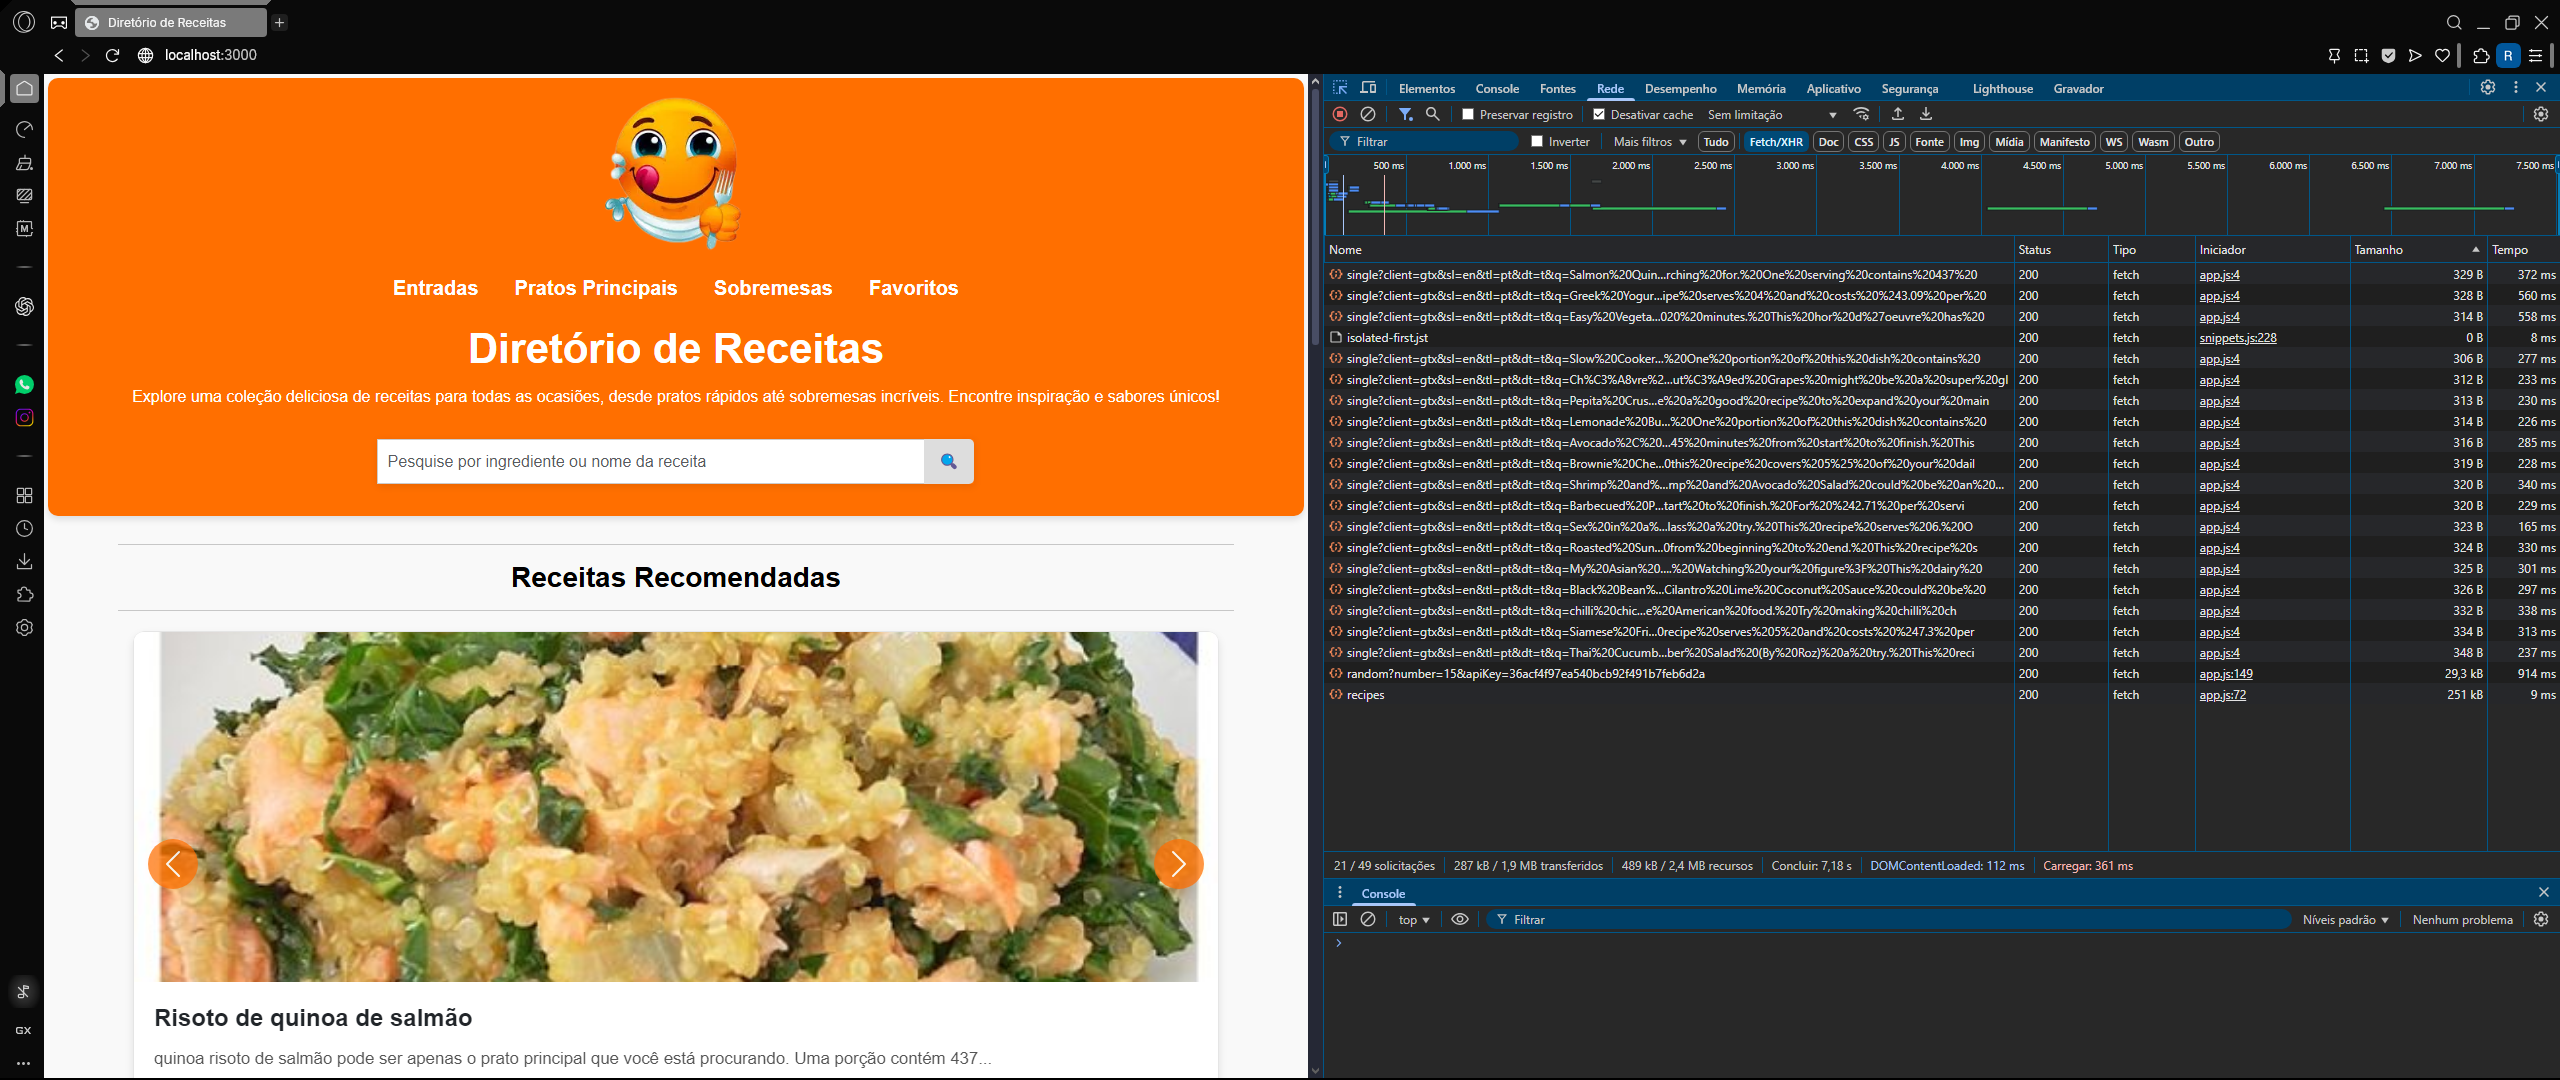 Diretório de Receitas
localhost:3000
R
M
GX
Entradas Pratos Principais Sobremesas Favoritos
Diretório de Receitas
Explore uma coleção deliciosa de receitas para todas as ocasiões, desde pratos rápidos até sobremesas incríveis. Encontre inspiração e sabores únicos!
Pesquise por ingrediente ou nome da receita
Receitas Recomendadas
Risoto de quinoa de salmão
quinoa risoto de salmão pode ser apenas o prato principal que você está procurando. Uma porção contém 437...
Elementos Console Fontes Rede Desempenho Memória Aplicativo Segurança Lighthouse Gravador
Preservar registro Desativar cache Sem limitação
Filtrar Inverter Mais filtros Tudo Fetch/XHR Doc CSS JS Fonte Img Mídia Manifesto WS Wasm Outro
500 ms 1.000 ms 1.500 ms 2.000 ms 2.500 ms 3.000 ms 3.500 ms 4.000 ms 4.500 ms 5.000 ms 5.500 ms 6.000 ms 6.500 ms 7.000 ms 7.500 ms
Nome Status Tipo Iniciador Tamanho Tempo
single?client=gtx&sl=en&tl=pt&dt=t&q=Salmon%20Quin...rching%20for.%20One%20serving%20contains%20437%20 200 fetch app.js:4 329 B 372 ms
single?client=gtx&sl=en&tl=pt&dt=t&q=Greek%20Yogur...ipe%20serves%204%20and%20costs%20%243.09%20per%20 200 fetch app.js:4 328 B 560 ms
single?client=gtx&sl=en&tl=pt&dt=t&q=Easy%20Vegeta...020%20minutes.%20This%20hor%20d%27oeuvre%20has%20 200 fetch app.js:4 314 B 558 ms
isolated-first.jst 200 fetch snippets.js:228 0 B 8 ms
single?client=gtx&sl=en&tl=pt&dt=t&q=Slow%20Cooker...%20One%20portion%20of%20this%20dish%20contains%20 200 fetch app.js:4 306 B 277 ms
single?client=gtx&sl=en&tl=pt&dt=t&q=Ch%C3%A8vre%2...ut%C3%A9ed%20Grapes%20might%20be%20a%20super%20gl 200 fetch app.js:4 312 B 233 ms
single?client=gtx&sl=en&tl=pt&dt=t&q=Pepita%20Crus...e%20a%20good%20recipe%20to%20expand%20your%20main 200 fetch app.js:4 313 B 230 ms
single?client=gtx&sl=en&tl=pt&dt=t&q=Lemonade%20Bu...%20One%20portion%20of%20this%20dish%20contains%20 200 fetch app.js:4 314 B 226 ms
single?client=gtx&sl=en&tl=pt&dt=t&q=Avocado%2C%20...45%20minutes%20from%20start%20to%20finish.%20This 200 fetch app.js:4 316 B 285 ms
single?client=gtx&sl=en&tl=pt&dt=t&q=Brownie%20Che...0this%20recipe%20covers%205%25%20of%20your%20dail 200 fetch app.js:4 319 B 228 ms
single?client=gtx&sl=en&tl=pt&dt=t&q=Shrimp%20and%...mp%20and%20Avocado%20Salad%20could%20be%20an%20... 200 fetch app.js:4 320 B 340 ms
single?client=gtx&sl=en&tl=pt&dt=t&q=Barbecued%20P...tart%20to%20finish.%20For%20%242.71%20per%20servi 200 fetch app.js:4 320 B 229 ms
single?client=gtx&sl=en&tl=pt&dt=t&q=Sex%20in%20a%...lass%20a%20try.%20This%20recipe%20serves%206.%20O 200 fetch app.js:4 323 B 165 ms
single?client=gtx&sl=en&tl=pt&dt=t&q=Roasted%20Sun...0from%20beginning%20to%20end.%20This%20recipe%20s 200 fetch app.js:4 324 B 330 ms
single?client=gtx&sl=en&tl=pt&dt=t&q=My%20Asian%20....%20Watching%20your%20figure%3F%20This%20dairy%20 200 fetch app.js:4 325 B 301 ms
single?client=gtx&sl=en&tl=pt&dt=t&q=Black%20Bean%...Cilantro%20Lime%20Coconut%20Sauce%20could%20be%20 200 fetch app.js:4 326 B 297 ms
single?client=gtx&sl=en&tl=pt&dt=t&q=chilli%20chic...e%20American%20food.%20Try%20making%20chilli%20ch 200 fetch app.js:4 332 B 338 ms
single?client=gtx&sl=en&tl=pt&dt=t&q=Siamese%20Fri...0recipe%20serves%205%20and%20costs%20%247.3%20per 200 fetch app.js:4 334 B 313 ms
single?client=gtx&sl=en&tl=pt&dt=t&q=Thai%20Cucumb...ber%20Salad%20(By%20Roz)%20a%20try.%20This%20reci 200 fetch app.js:4 348 B 237 ms
random?number=15&apiKey=36acf4f97ea540bcb92f491b7feb6d2a 200 fetch app.js:149 29,3 kB 914 ms
recipes 200 fetch app.js:72 251 kB 9 ms
21 / 49 solicitações 287 kB / 1,9 MB transferidos 489 kB / 2,4 MB recursos Concluir: 7,18 s DOMContentLoaded: 112 ms Carregar: 361 ms
Console
top Filtrar Níveis padrão Nenhum problema